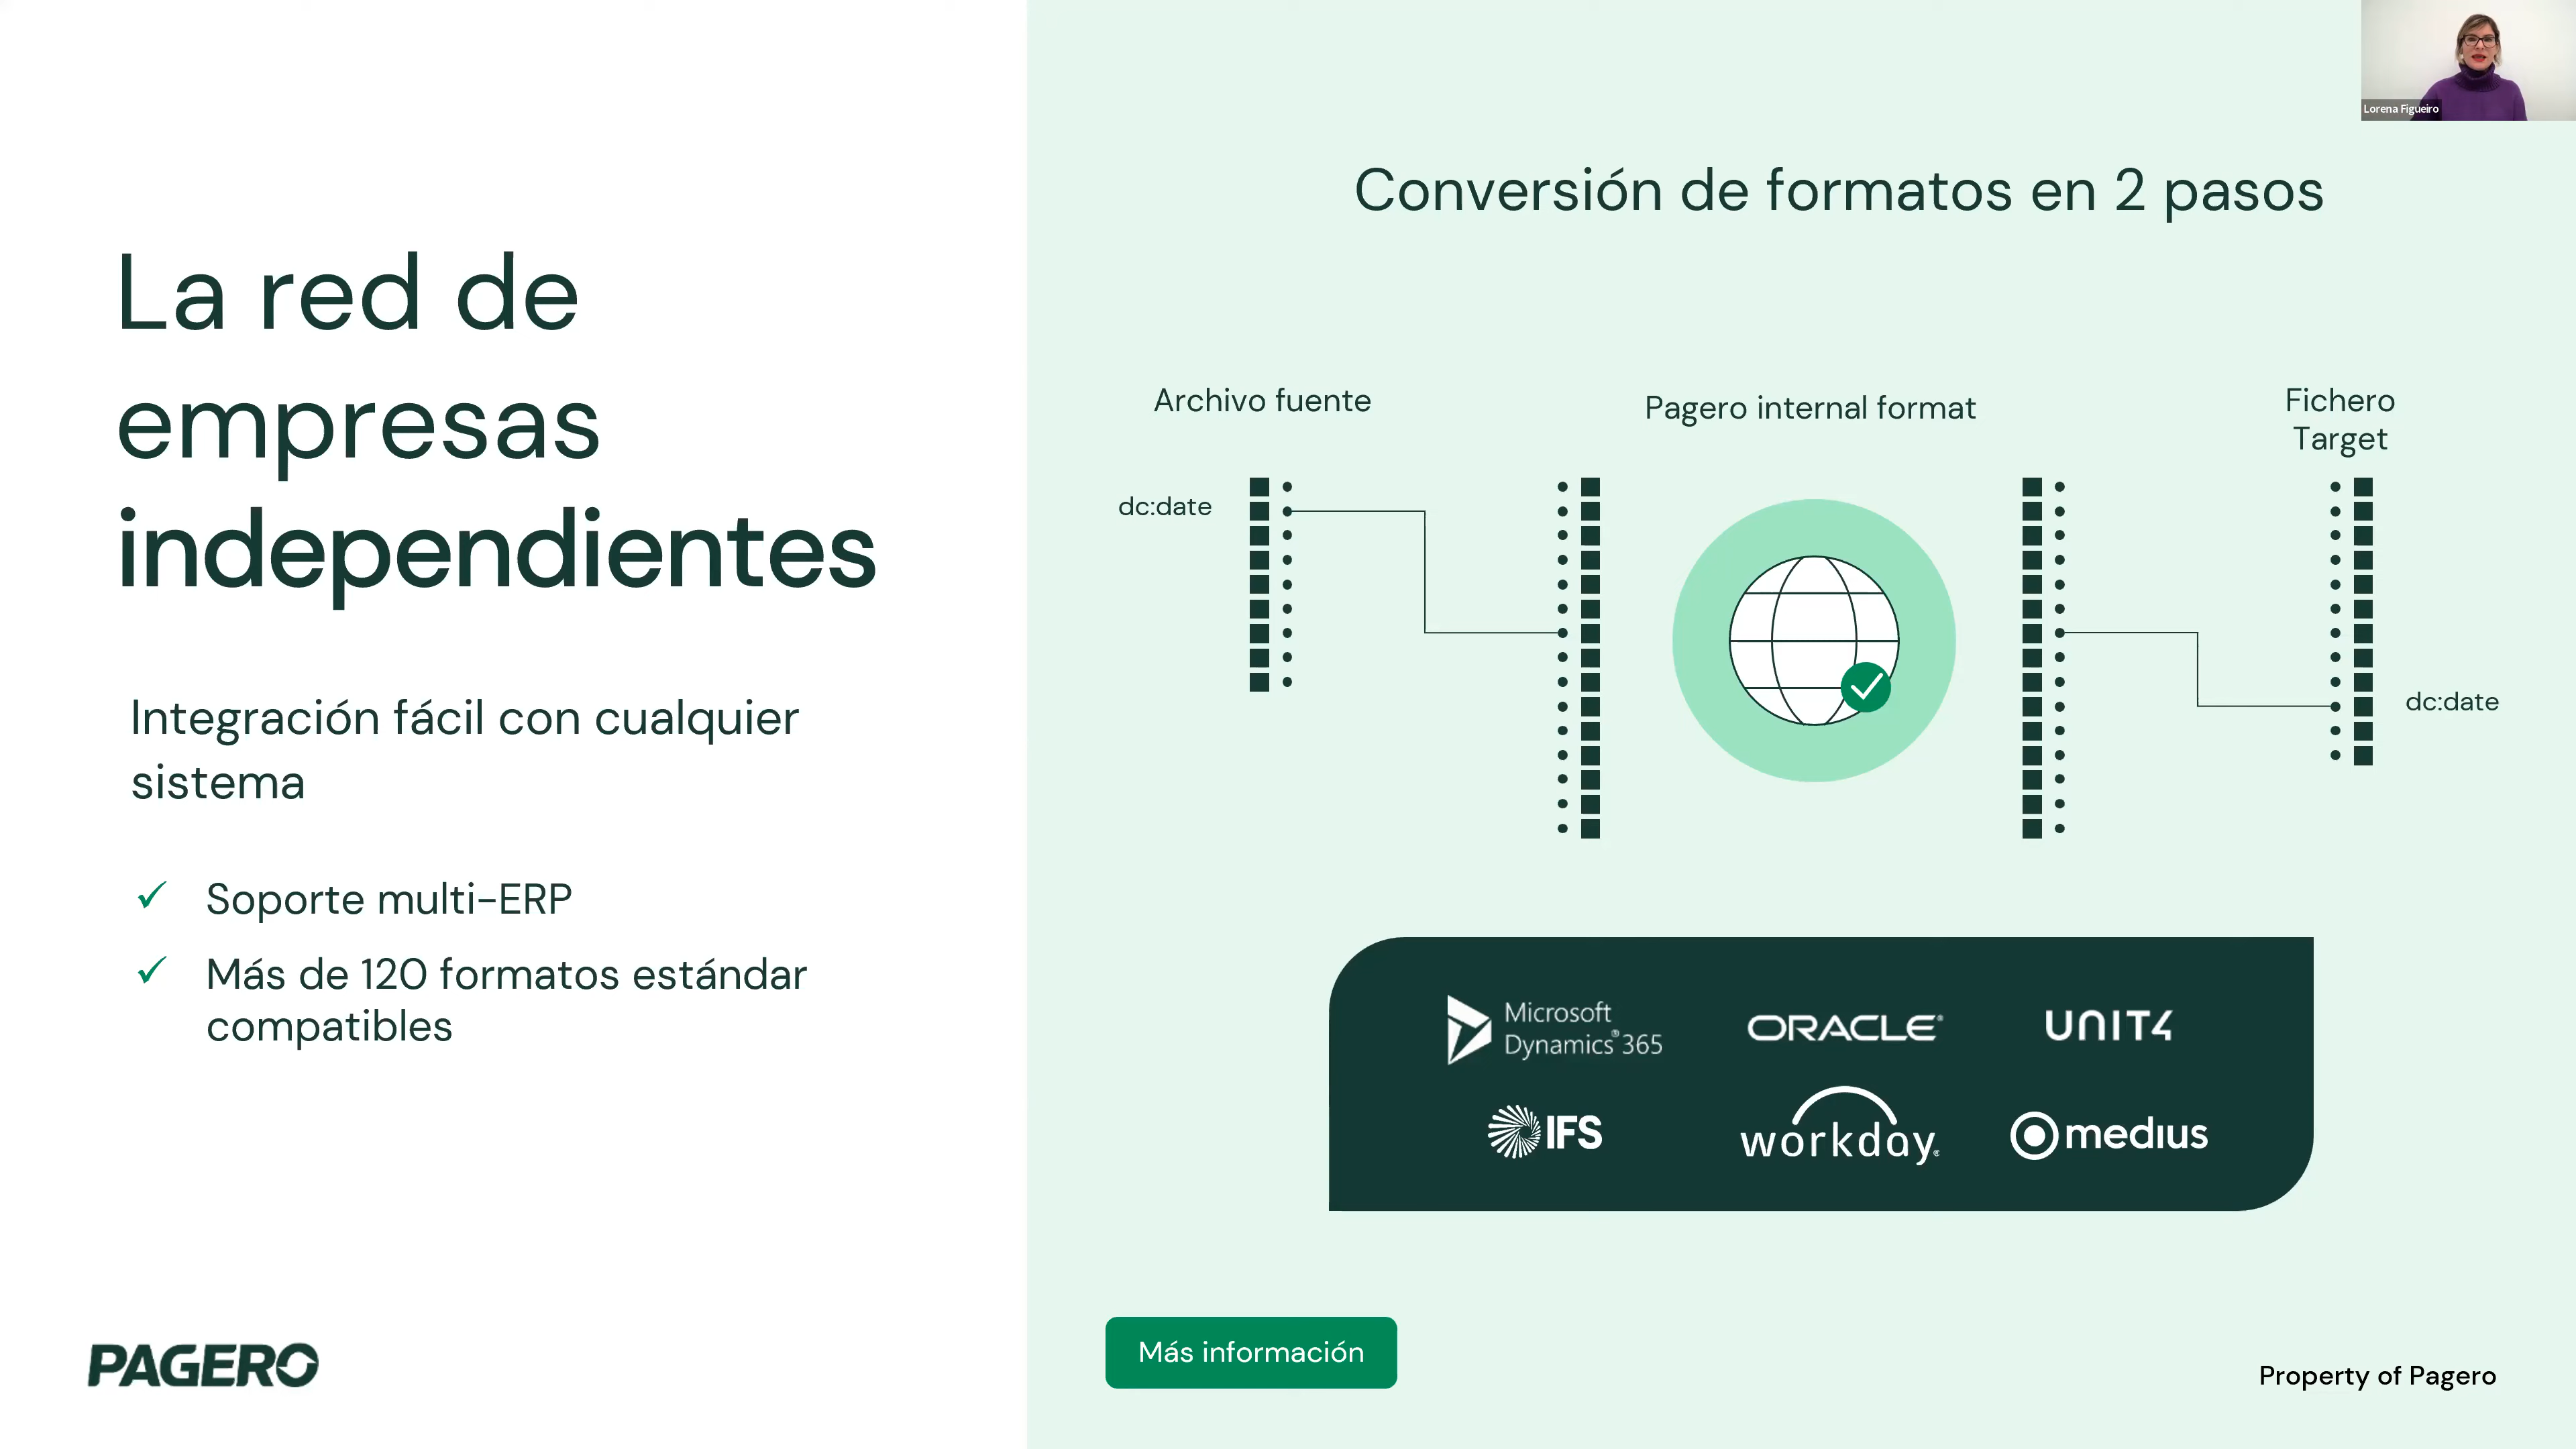 Lorena Figueiro
La red de
empresas
independientes
Integración fácil con cualquier
sistema
✓ Soporte multi-ERP
✓ Más de 120 formatos estándar
compatibles
PAGERO
Conversión de formatos en 2 pasos
Archivo fuente
Pagero internal format
Fichero
Target
dc:date
dc:date
Microsoft
Dynamics® 365
ORACLE®
UNIT4
IFS
workday®
medius
Más información
Property of Pagero